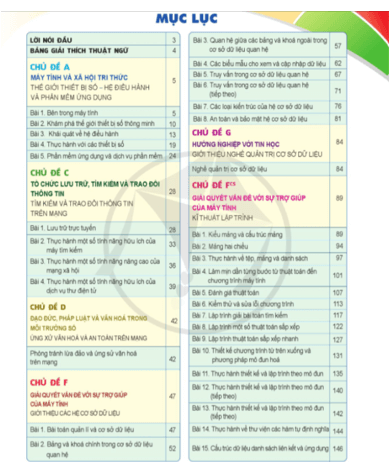 MỤC LỤC
LỜI NÓI ĐẦU 3
BẢNG GIẢI THÍCH THUẬT NGỮ 4
CHỦ ĐỀ A
MÁY TÍNH VÀ XÃ HỘI TRI THỨC 5
THẾ GIỚI THIẾT BỊ SỐ – HỆ ĐIỀU HÀNH
VÀ PHẦN MỀM ỨNG DỤNG
Bài 1. Bên trong máy tính 5
Bài 2. Khám phá thế giới thiết bị số thông minh 10
Bài 3. Khái quát về hệ điều hành 13
Bài 4. Thực hành với các thiết bị số 19
Bài 5. Phần mềm ứng dụng và dịch vụ phần mềm 24
CHỦ ĐỀ C
TỔ CHỨC LƯU TRỮ, TÌM KIẾM VÀ TRAO ĐỔI
THÔNG TIN 28
TÌM KIẾM VÀ TRAO ĐỔI THÔNG TIN
TRÊN MẠNG
Bài 1. Lưu trữ trực tuyến 28
Bài 2. Thực hành một số tính năng hữu ích của 33
máy tìm kiếm
Bài 3. Thực hành một số tính năng nâng cao của 36
mạng xã hội
Bài 4. Thực hành một số tính năng hữu ích của 39
dịch vụ thư điện tử
CHỦ ĐỀ D
ĐẠO ĐỨC, PHÁP LUẬT VÀ VĂN HOÁ TRONG 42
MÔI TRƯỜNG SỐ
ỨNG XỬ VĂN HOÁ VÀ AN TOÀN TRÊN MẠNG
Phòng tránh lừa đảo và ứng xử văn hoá 42
trên mạng
CHỦ ĐỀ F
GIẢI QUYẾT VẤN ĐỀ VỚI SỰ TRỢ GIÚP 47
CỦA MÁY TÍNH
GIỚI THIỆU CÁC HỆ CƠ SỞ DỮ LIỆU
Bài 1. Bài toán quản lí và cơ sở dữ liệu 47
Bài 2. Bảng và khoá chính trong cơ sở dữ liệu 52
quan hệ
Bài 3. Quan hệ giữa các bảng và khoá ngoài trong 57
cơ sở dữ liệu quan hệ
Bài 4. Các biểu mẫu cho xem và cập nhật dữ liệu 62
Bài 5. Truy vấn trong cơ sở dữ liệu quan hệ 67
Bài 6. Truy vấn trong cơ sở dữ liệu quan hệ 71
(tiếp theo)
Bài 7. Các loại kiến trúc của hệ cơ sở dữ liệu 76
Bài 8. An toàn và bảo mật hệ cơ sở dữ liệu 81
CHỦ ĐỀ G
HƯỚNG NGHIỆP VỚI TIN HỌC 84
GIỚI THIỆU NGHỀ QUẢN TRỊ CƠ SỞ DỮ LIỆU
Nghề quản trị cơ sở dữ liệu 84
CHỦ ĐỀ Fᶜˢ
GIẢI QUYẾT VẤN ĐỀ VỚI SỰ TRỢ GIÚP 89
CỦA MÁY TÍNH
KĨ THUẬT LẬP TRÌNH
Bài 1. Kiểu mảng và cấu trúc mảng 89
Bài 2. Mảng hai chiều 94
Bài 3. Thực hành về tệp, mảng và danh sách 97
Bài 4. Làm mịn dần từng bước từ thuật toán đến 101
chương trình máy tính
Bài 5. Đánh giá thuật toán 107
Bài 6. Kiểm thử và sửa lỗi chương trình 113
Bài 7. Lập trình giải bài toán tìm kiếm 117
Bài 8. Lập trình một số thuật toán sắp xếp 122
Bài 9. Lập trình thuật toán sắp xếp nhanh 127
Bài 10. Thiết kế chương trình từ trên xuống và 131
phương pháp mô đun hoá
Bài 11. Thực hành thiết kế và lập trình theo mô đun 135
Bài 12. Thực hành thiết kế và lập trình theo mô đun 140
(tiếp theo)
Bài 13. Thực hành thiết kế và lập trình theo mô đun 142
(tiếp theo)
Bài 14. Thực hành về thư viện các hàm tự định nghĩa 144
Bài 15. Cấu trúc dữ liệu danh sách liên kết và ứng dụng 146